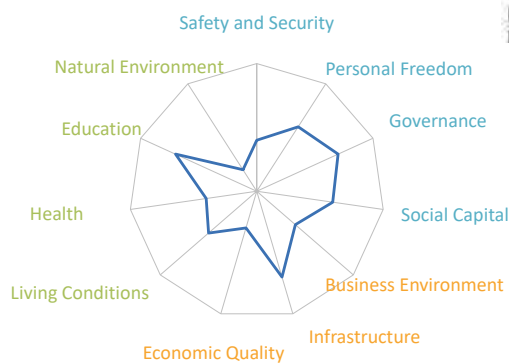 Safety and Security
Natural Environment
Personal Freedom
Education
Governance
Health
Social Capital
Living Conditions
Business Environment
Infrastructure
Economic Quality